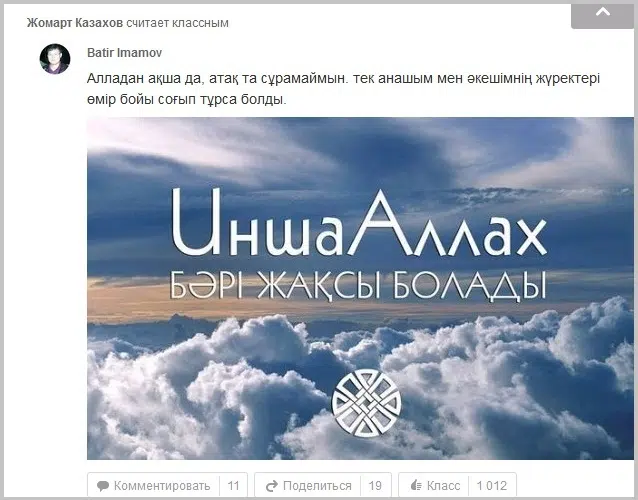 Жомарт Казахов считает классным
Batir Imamov
Алладан ақша да, атақ та сұрамаймын. тек анашым мен әкешімнің жүректері
өмір бойы соғып тұрса болды.
ИншаАллах
БӘРІ ЖАҚСЫ БОЛАДЫ
Комментировать 11 Поделиться 19 Класс 1 012